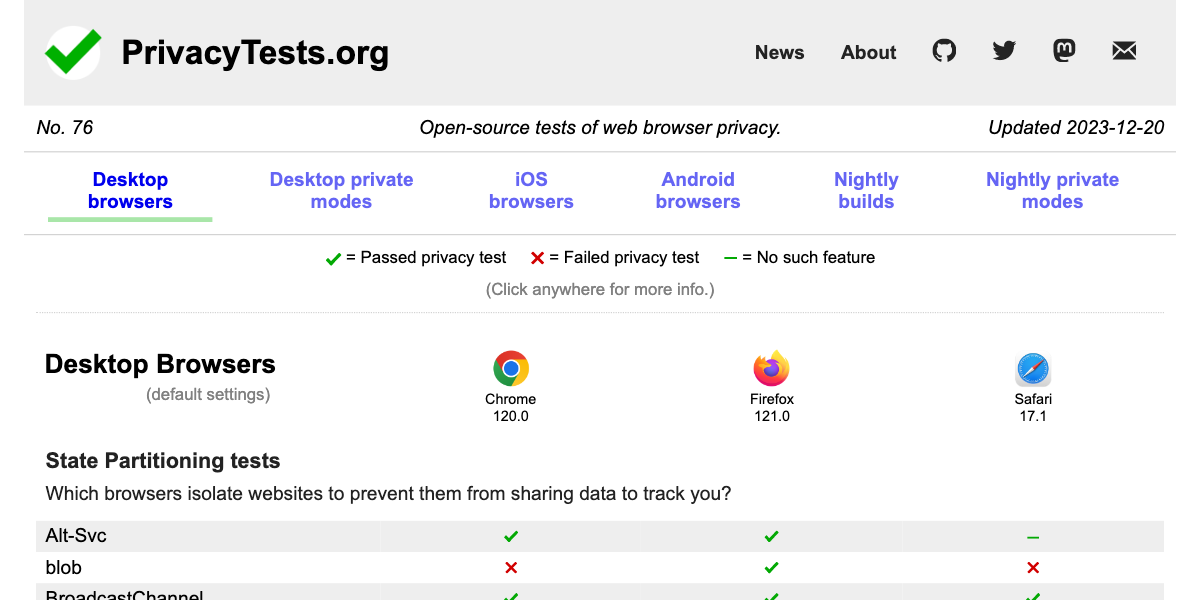 PrivacyTests.org
News About
No. 76 Open-source tests of web browser privacy. Updated 2023-12-20
Desktop browsers Desktop private modes iOS browsers Android browsers Nightly builds Nightly private modes
= Passed privacy test = Failed privacy test = No such feature
(Click anywhere for more info.)
Desktop Browsers
(default settings)
Chrome 120.0
Firefox 121.0
Safari 17.1
State Partitioning tests
Which browsers isolate websites to prevent them from sharing data to track you?
Alt-Svc
blob
BroadcastChannel